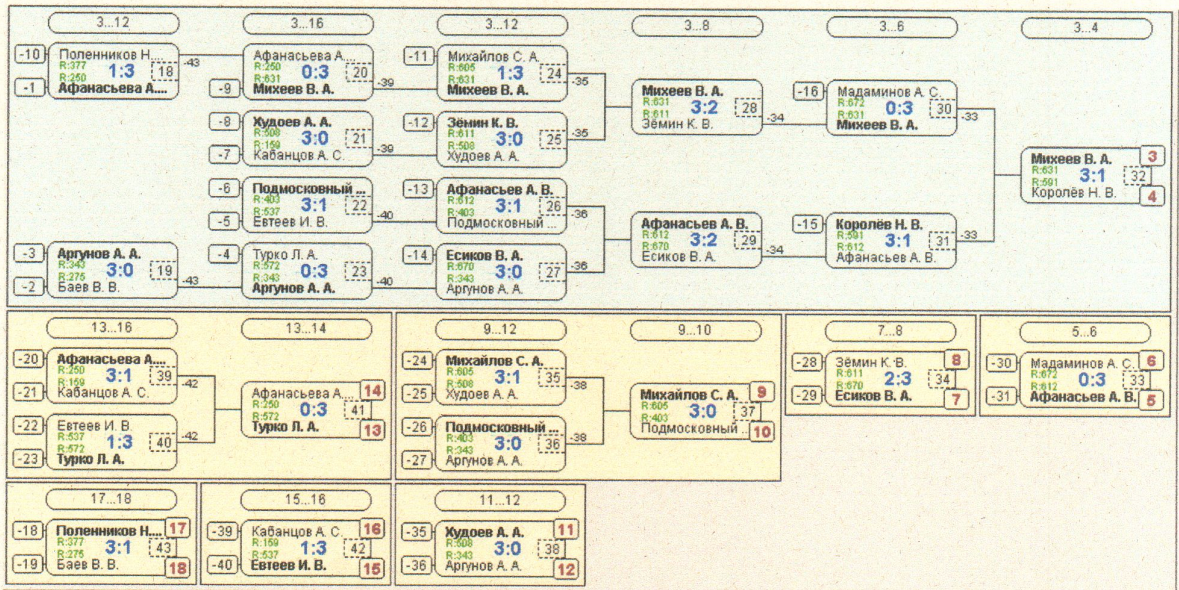 3...12
3...16
3...12
3...8
3...6
3...4
-10
Поленников Н...
R:377
R:250
1:3
18
-1
Афанасьева А....
-43
Афанасьева А...
R:250
R:631
0:3
20
-9
Михеев В. А.
-39
-11
Михайлов С. А.
R:605
R:631
1:3
24
Михеев В. А.
-35
Михеев В. А.
R:631
R:611
3:2
28
Зёмин К. В.
-34
-16
Мадаминов А. С.
R:672
R:631
0:3
30
Михеев В. А.
-33
-8
Худоев А. А.
R:508
R:159
3:0
21
-7
Кабанцов А. С.
-39
-12
Зёмин К. В.
R:611
R:508
3:0
25
Худоев А. А.
-35
Михеев В. А.
3
R:631
R:591
3:1
32
Королёв Н. В.
4
-6
Подмосковный ...
R:403
R:537
3:1
22
-5
Евтеев И. В.
-40
-13
Афанасьев А. В.
R:612
R:403
3:1
26
Подмосковный ...
-36
Афанасьев А. В.
R:612
R:670
3:2
29
Есиков В. А.
-34
-15
Королёв Н. В.
R:591
R:612
3:1
31
Афанасьев А. В.
-33
-3
Аргунов А. А.
R:343
R:275
3:0
19
-2
Баев В. В.
-43
-4
Турко Л. А.
R:572
R:343
0:3
23
Аргунов А. А.
-40
-14
Есиков В. А.
R:670
R:343
3:0
27
Аргунов А. А.
-36
13...16
13...14
9...12
9...10
7...8
5...6
-20
Афанасьева А....
R:250
R:159
3:1
39
-21
Кабанцов А. С.
-42
-22
Евтеев И. В.
R:537
R:572
1:3
40
-23
Турко Л. А.
-42
Афанасьева А...
14
R:250
R:572
0:3
41
Турко Л. А.
13
-24
Михайлов С. А.
R:605
R:508
3:1
35
-25
Худоев А. А.
-38
-26
Подмосковный ...
R:403
R:343
3:0
36
-27
Аргунов А. А.
-38
Михайлов С. А.
9
R:605
R:403
3:0
37
Подмосковный ...
10
-28
Зёмин К. В.
8
R:611
R:670
2:3
34
-29
Есиков В. А.
7
-30
Мадаминов А. С.
6
R:672
R:612
0:3
33
-31
Афанасьев А. В.
5
17...18
15...16
11...12
-18
Поленников Н....
17
R:377
R:275
3:1
43
-19
Баев В. В.
18
-39
Кабанцов А. С.
16
R:159
R:537
1:3
42
-40
Евтеев И. В.
15
-35
Худоев А. А.
11
R:508
R:343
3:0
38
-36
Аргунов А. А.
12